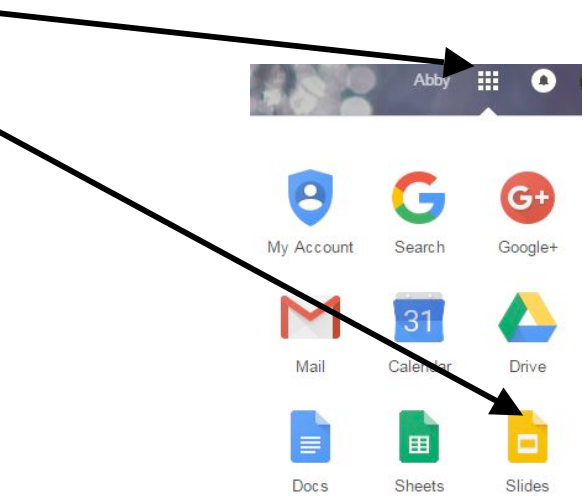 Abby
My Account Search Google+
G+
31
Mail Calendar Drive
Docs Sheets Slides